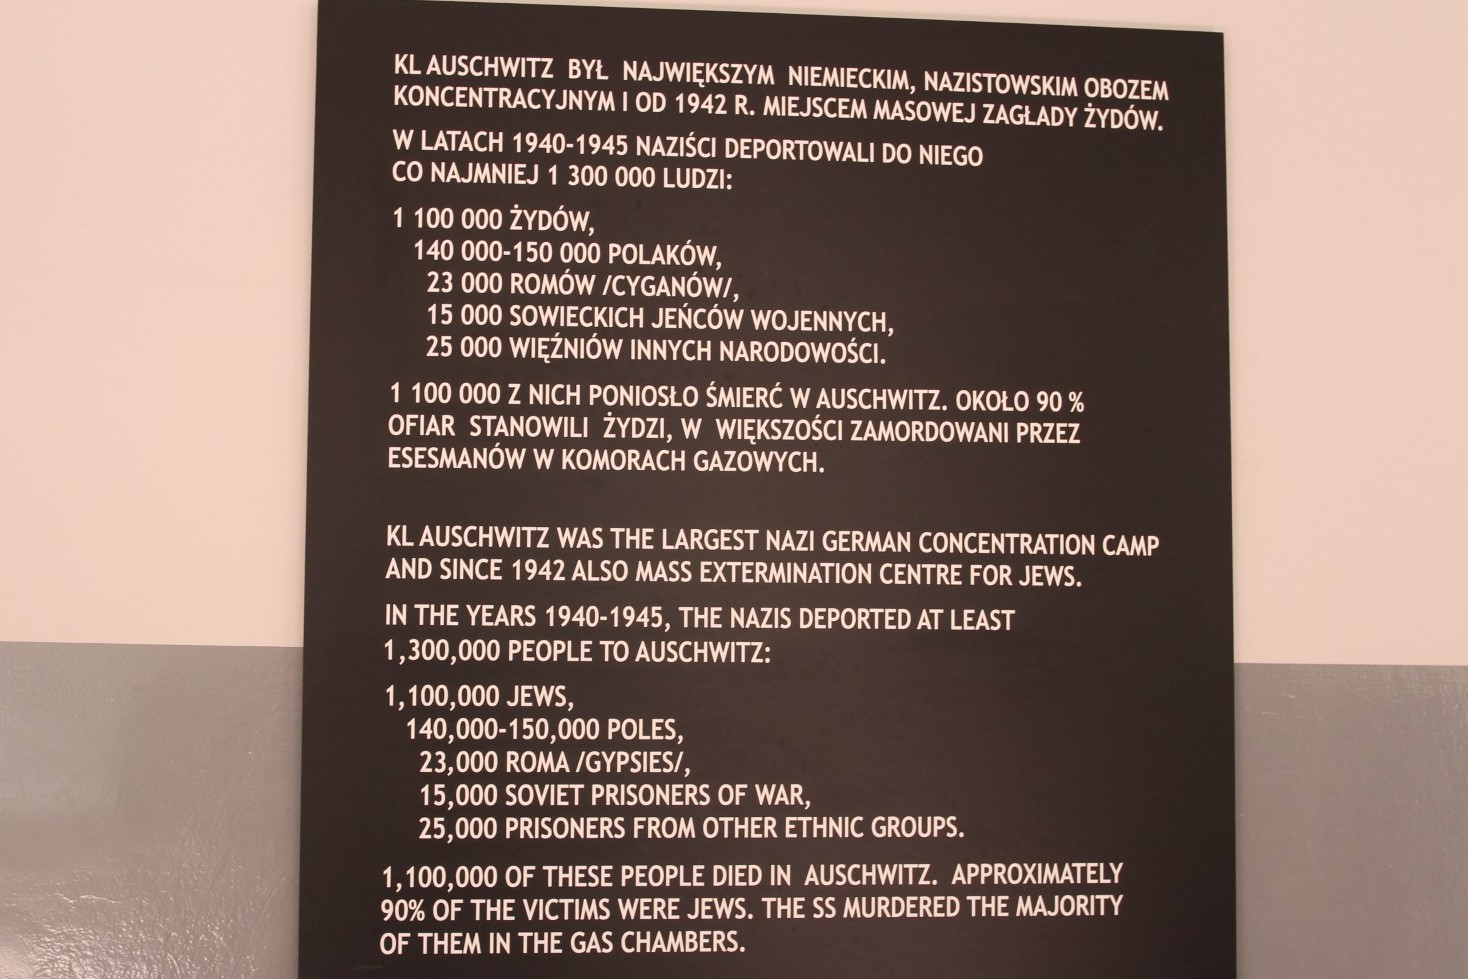 KL AUSCHWITZ BYŁ NAJWIĘKSZYM NIEMIECKIM, NAZISTOWSKIM OBOZEM
KONCENTRACYJNYM I OD 1942 R. MIEJSCEM MASOWEJ ZAGŁADY ŻYDÓW.
W LATACH 1940-1945 NAZIŚCI DEPORTOWALI DO NIEGO
CO NAJMNIEJ 1 300 000 LUDZI:
1 100 000 ŻYDÓW,
140 000-150 000 POLAKÓW,
23 000 ROMÓW /CYGANÓW/,
15 000 SOWIECKICH JEŃCÓW WOJENNYCH,
25 000 WIĘŹNIÓW INNYCH NARODOWOŚCI.
1 100 000 Z NICH PONIOSŁO ŚMIERĆ W AUSCHWITZ. OKOŁO 90 %
OFIAR STANOWILI ŻYDZI, W WIĘKSZOŚCI ZAMORDOWANI PRZEZ
ESESMANÓW W KOMORACH GAZOWYCH.
KL AUSCHWITZ WAS THE LARGEST NAZI GERMAN CONCENTRATION CAMP
AND SINCE 1942 ALSO MASS EXTERMINATION CENTRE FOR JEWS.
IN THE YEARS 1940-1945, THE NAZIS DEPORTED AT LEAST
1,300,000 PEOPLE TO AUSCHWITZ:
1,100,000 JEWS,
140,000-150,000 POLES,
23,000 ROMA /GYPSIES/,
15,000 SOVIET PRISONERS OF WAR,
25,000 PRISONERS FROM OTHER ETHNIC GROUPS.
1,100,000 OF THESE PEOPLE DIED IN AUSCHWITZ. APPROXIMATELY
90% OF THE VICTIMS WERE JEWS. THE SS MURDERED THE MAJORITY
OF THEM IN THE GAS CHAMBERS.